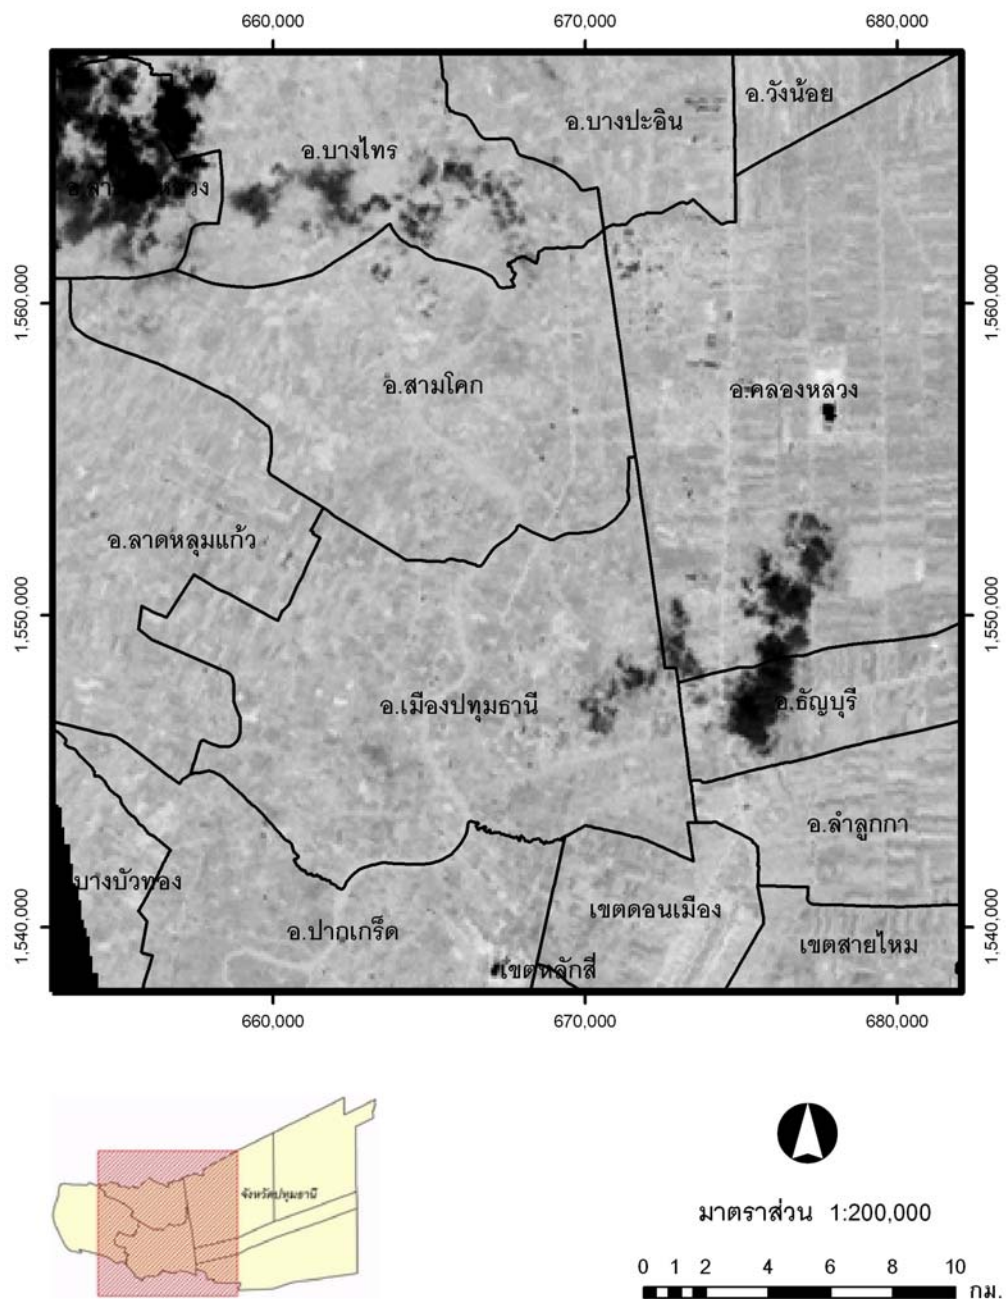 660,000 670,000 680,000
อ.วังน้อย
อ.บางปะอิน
อ.บางไทร
1,560,000 1,560,000
อ.สามโคก
อ.คลองหลวง
อ.ลาดหลุมแก้ว
1,550,000 1,550,000
อ.เมืองปทุมธานี
อ.ธัญบุรี
อ.ลำลูกกา
บางบัวทอง
เขตดอนเมือง
อ.ปากเกร็ด
1,540,000 1,540,000
เขตสายไหม
เขตหลักสี่
660,000 670,000 680,000
จังหวัดปทุมธานี
มาตราส่วน 1:200,000
0 1 2 4 6 8 10
กม.